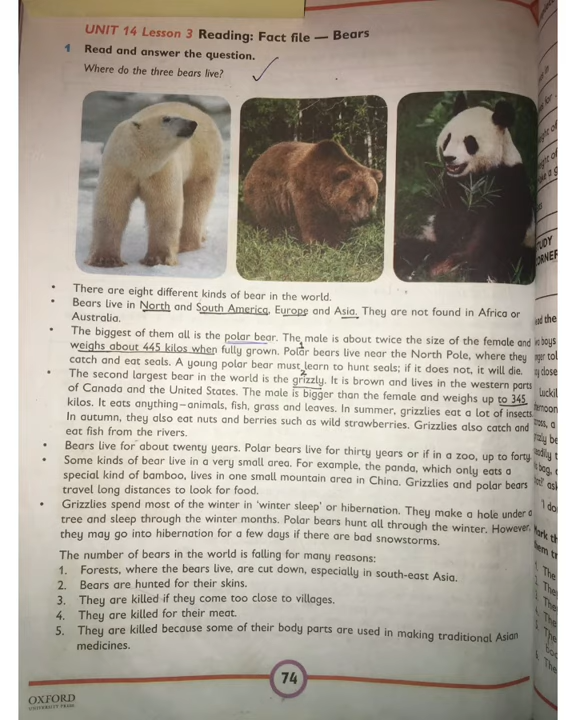 UNIT 14 Lesson 3 Reading: Fact file — Bears
1 Read and answer the question.
Where do the three bears live?
• There are eight different kinds of bear in the world.
• Bears live in North and South America, Europe and Asia. They are not found in Africa or
Australia.
• The biggest of them all is the polar bear. The male is about twice the size of the female and
weighs about 445 kilos when fully grown. Polar bears live near the North Pole, where they
catch and eat seals. A young polar bear must learn to hunt seals; if it does not, it will die.
• The second largest bear in the world is the grizzly. It is brown and lives in the western parts
of Canada and the United States. The male is bigger than the female and weighs up to 345
kilos. It eats anything – animals, fish, grass and leaves. In summer, grizzlies eat a lot of insects.
In autumn, they also eat nuts and berries such as wild strawberries. Grizzlies also catch and
eat fish from the rivers.
• Bears live for about twenty years. Polar bears live for thirty years or if in a zoo, up to forty.
• Some kinds of bear live in a very small area. For example, the panda, which only eats a
special kind of bamboo, lives in one small mountain area in China. Grizzlies and polar bears
travel long distances to look for food.
• Grizzlies spend most of the winter in 'winter sleep' or hibernation. They make a hole under a
tree and sleep through the winter months. Polar bears hunt all through the winter. However,
they may go into hibernation for a few days if there are bad snowstorms.
The number of bears in the world is falling for many reasons:
1. Forests, where the bears live, are cut down, especially in south-east Asia.
2. Bears are hunted for their skins.
3. They are killed if they come too close to villages.
4. They are killed for their meat.
5. They are killed because some of their body parts are used in making traditional Asian
medicines.
74
OXFORD
UNIVERSITY PRESS